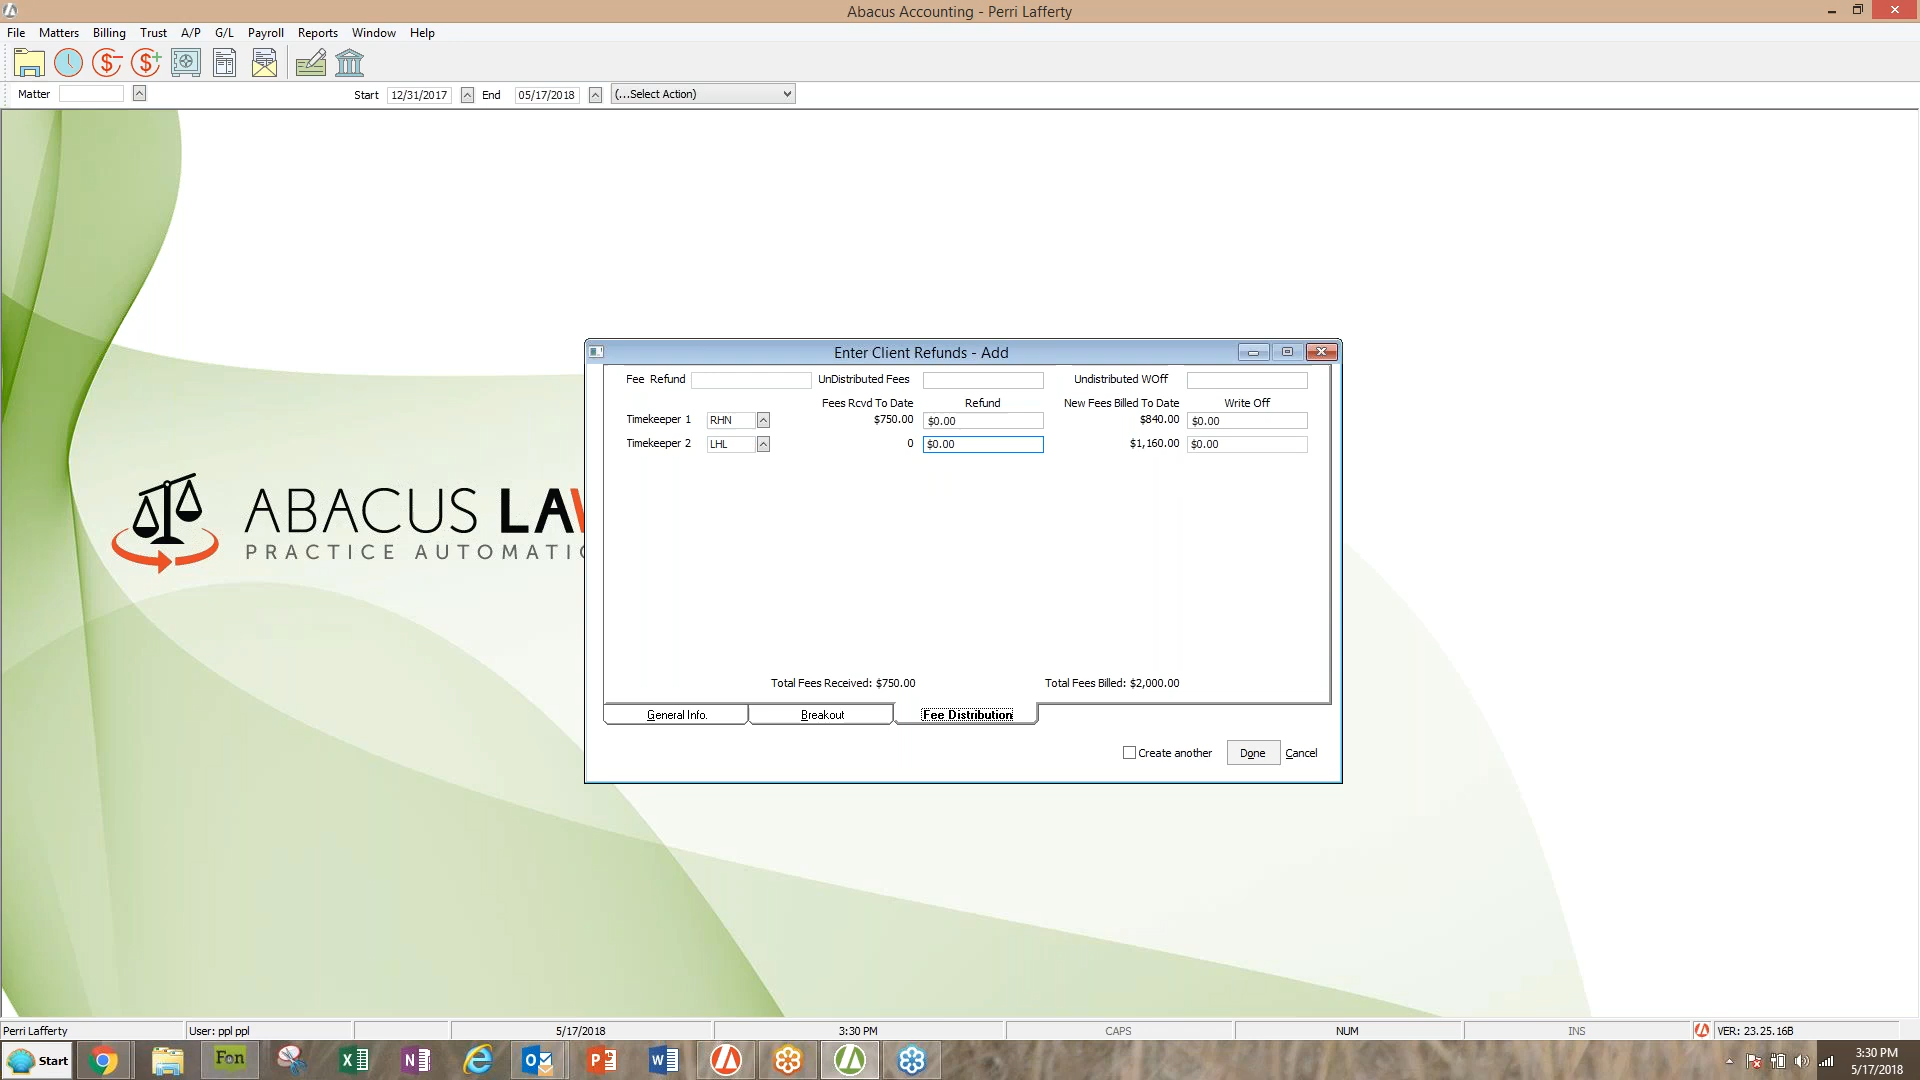 Abacus Accounting - Perri Lafferty
File Matters Billing Trust A/P G/L Payroll Reports Window Help
Matter Start 12/31/2017 End 05/17/2018 (...Select Action)
Enter Client Refunds - Add
Fee Refund UnDistributed Fees Undistributed WOff
Fees Rcvd To Date Refund New Fees Billed To Date Write Off
Timekeeper 1 RHN $750.00 $0.00 $840.00 $0.00
Timekeeper 2 LHL 0 $0.00 $1,160.00 $0.00
ABACUS LAW
PRACTICE AUTOMATIO
Total Fees Received: $750.00 Total Fees Billed: $2,000.00
General Info. Breakout Fee Distribution
Create another Done Cancel
Perri Lafferty User: ppl ppl 5/17/2018 3:30 PM CAPS NUM INS VER: 23.25.16B
Start Fon 3:30 PM
5/17/2018